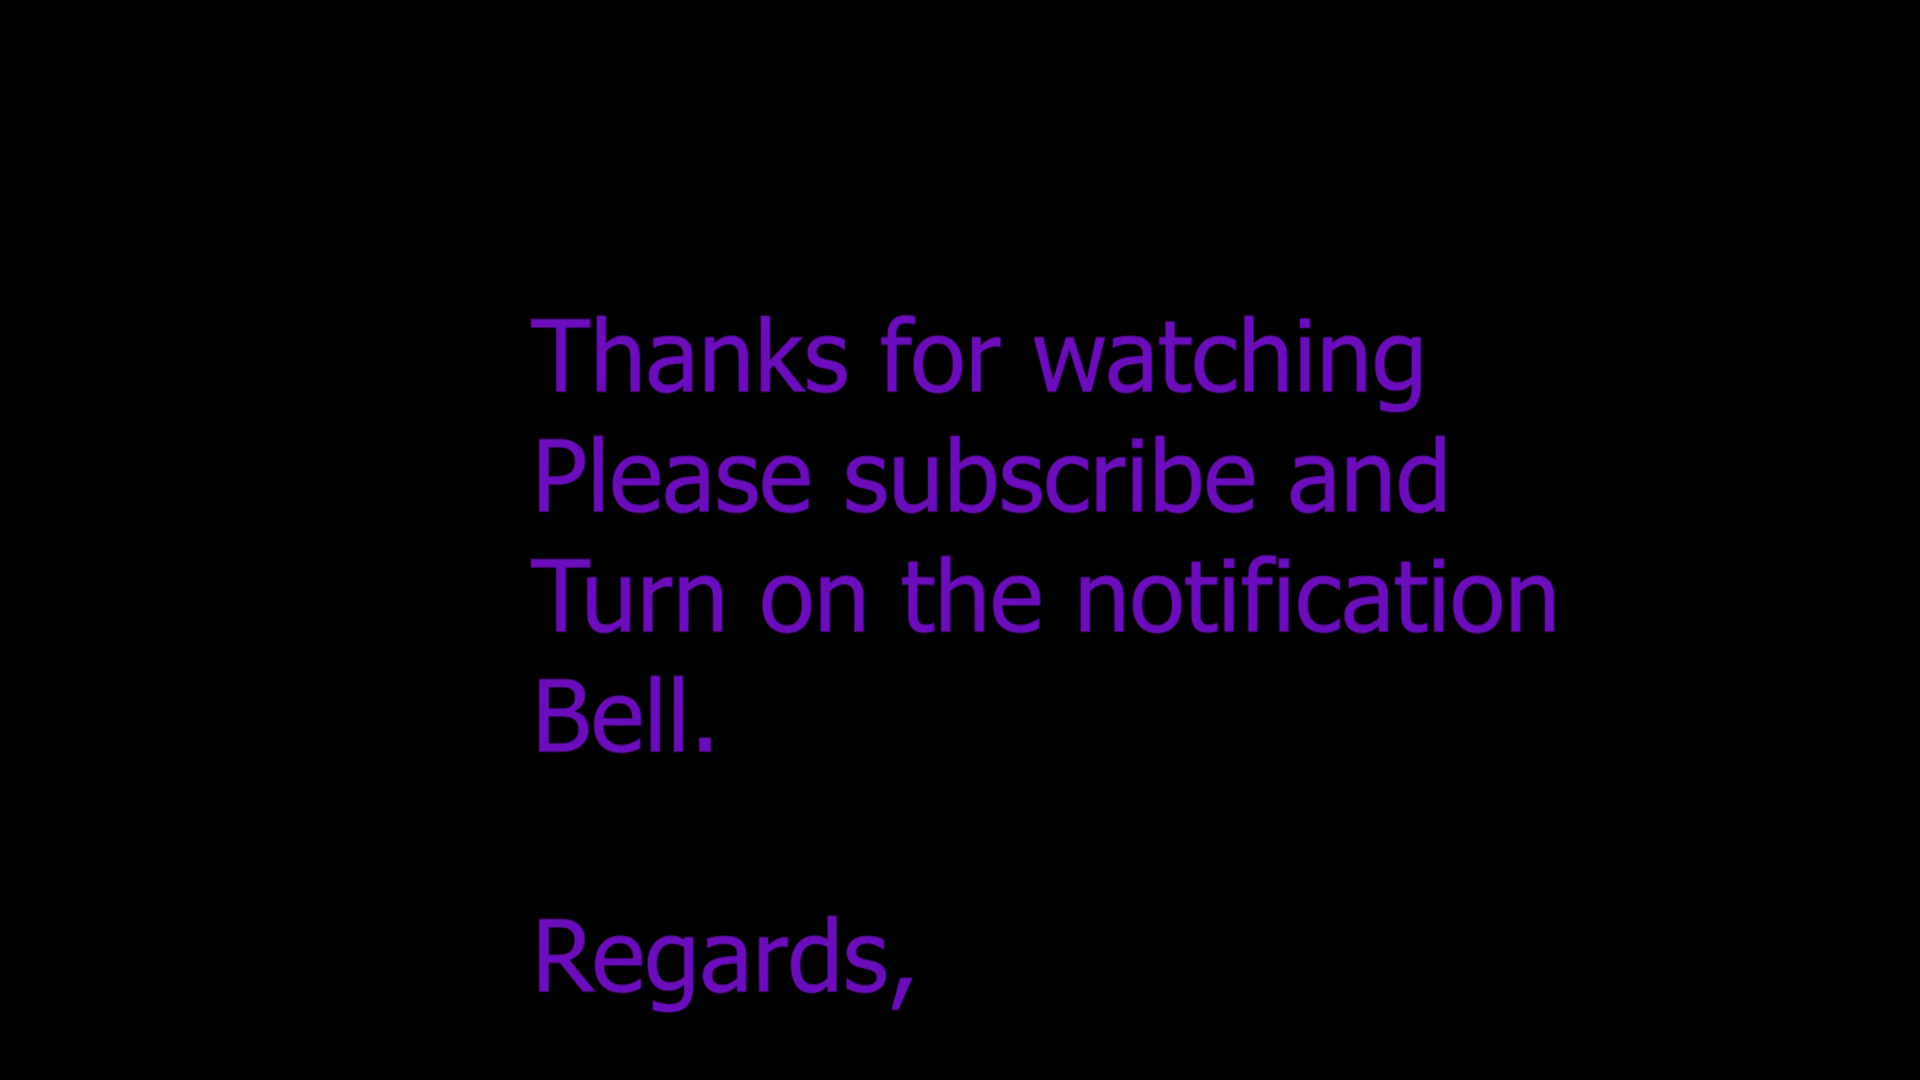 Thanks for watching
Please subscribe and
Turn on the notification
Bell.
Regards,